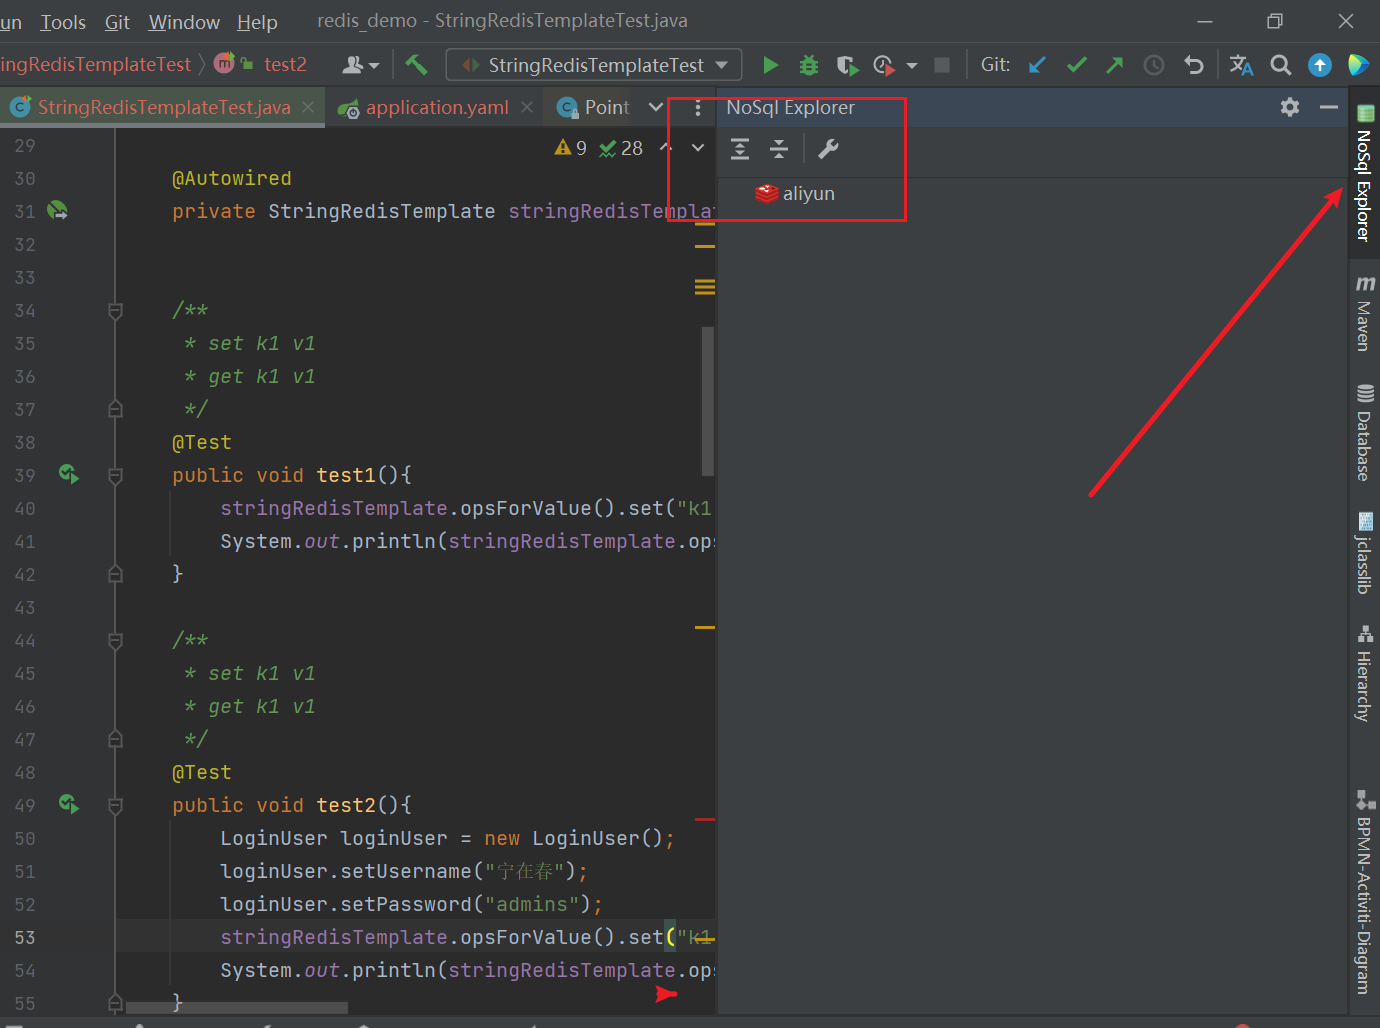 un Tools Git Window Help redis_demo - StringRedisTemplateTest.java
ingRedisTemplateTest test2 StringRedisTemplateTest Git:
StringRedisTemplateTest.java application.yaml Point
9 28
29
30 @Autowired
31 private StringRedisTemplate stringRedisTemplat
32
33
34 /**
35 * set k1 v1
36 * get k1 v1
37 */
38 @Test
39 public void test1(){
40 stringRedisTemplate.opsForValue().set("k1
41 System.out.println(stringRedisTemplate.ops
42 }
43
44 /**
45 * set k1 v1
46 * get k1 v1
47 */
48 @Test
49 public void test2(){
50 LoginUser loginUser = new LoginUser();
51 loginUser.setUsername("宁在春");
52 loginUser.setPassword("admins");
53 stringRedisTemplate.opsForValue().set("k1
54 System.out.println(stringRedisTemplate.ops
55 }
NoSql Explorer
aliyun
NoSql Explorer
Maven
Database
jclasslib
Hierarchy
BPMN-Activiti-Diagram